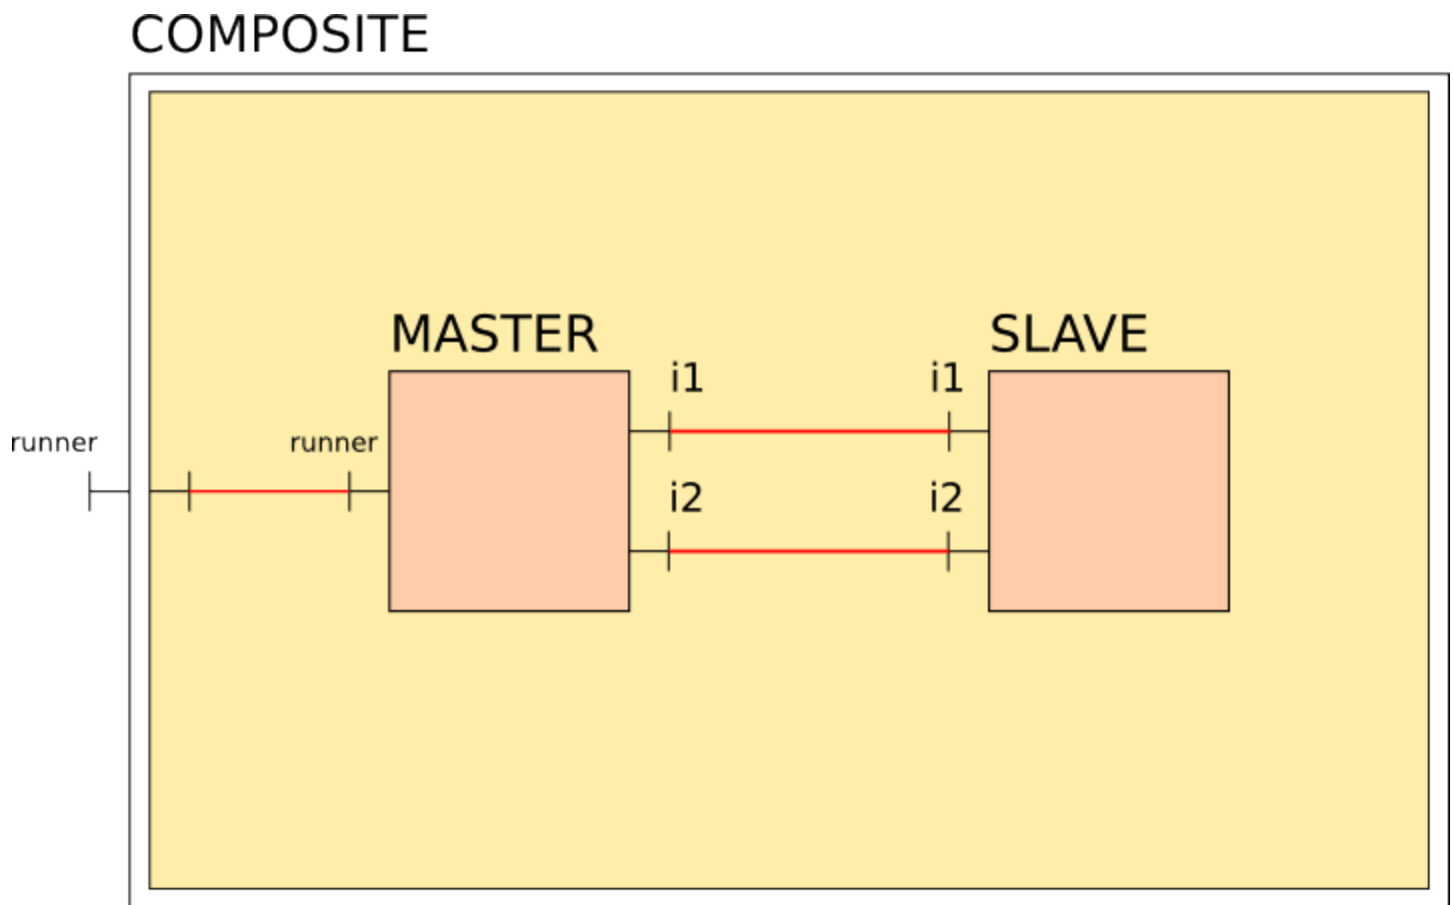 COMPOSITE
MASTER
SLAVE
i1
i1
runner
runner
i2
i2